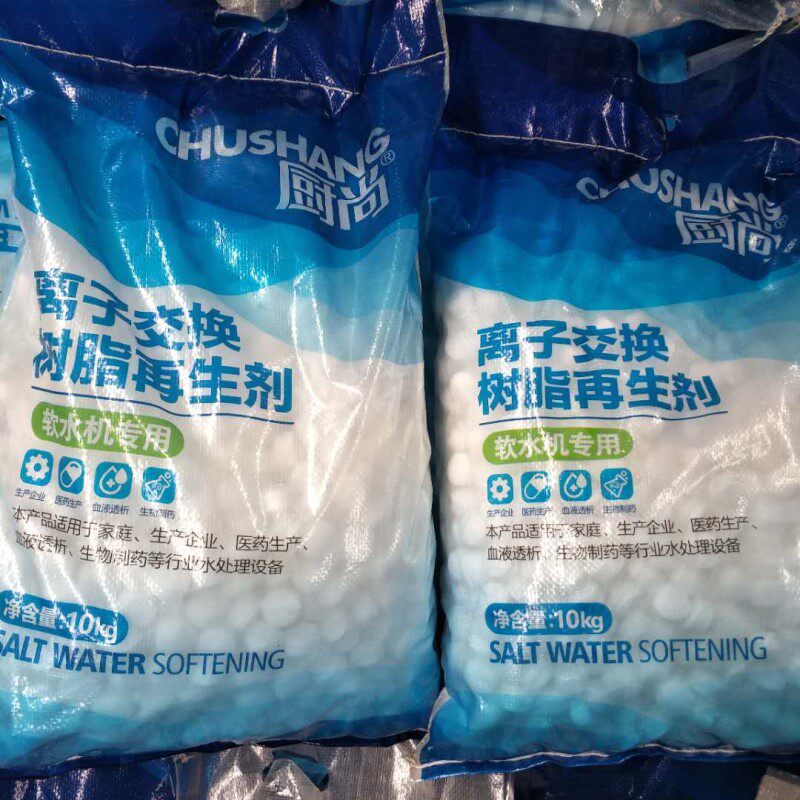 CHUSHANG®
厨尚
离子交换
树脂再生剂
软水机专用
生产企业 医药生产 血液透析 生物制药
本产品适用于家庭、生产企业、医药生产、
血液透析、生物制药等行业水处理设备
净含量:10kg
SALT WATER SOFTENING
CHUSHANG®
厨尚
离子交换
树脂再生剂
软水机专用
生产企业 医药生产 血液透析 生物制药
本产品适用于家庭、生产企业、医药生产、
血液透析、生物制药等行业水处理设备
净含量:10kg
SALT WATER SOFTENING